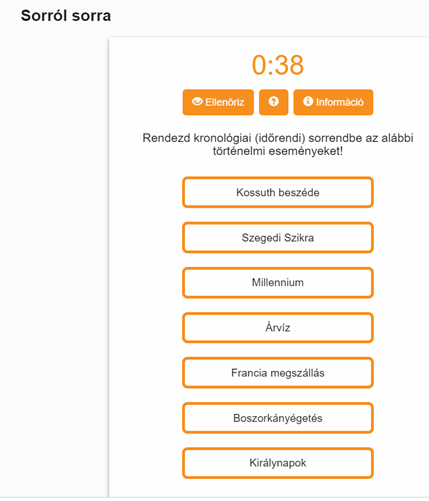 Sorról sorra
0:38
Ellenőriz
?
Információ
Rendezd kronológiai (időrendi) sorrendbe az alábbi
történelmi eseményeket!
Kossuth beszéde
Szegedi Szikra
Millennium
Árvíz
Francia megszállás
Boszorkányégetés
Királynapok